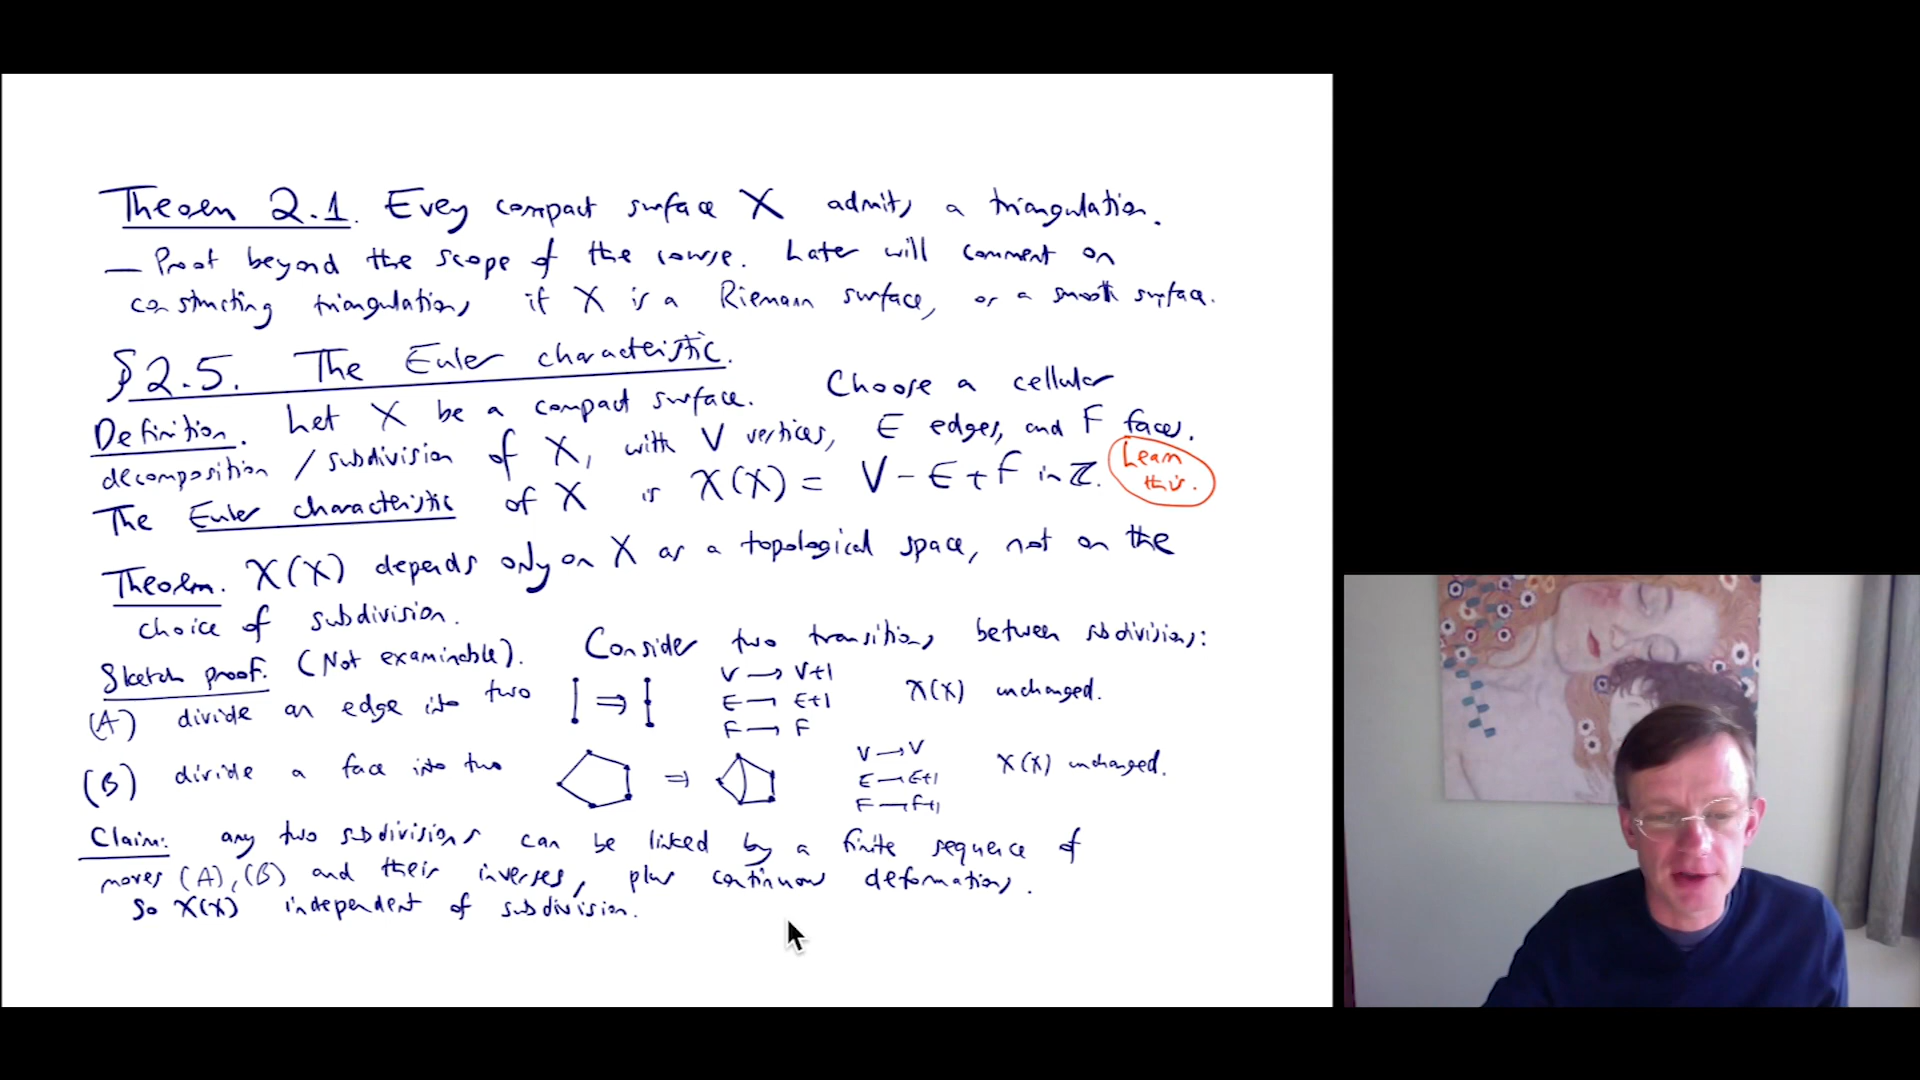 Theorem 2.1. Every compact surface X admits a triangulation.
— Proof beyond the scope of the course. Later will comment on
constructing triangulations if X is a Riemann surface, or a smooth surface.
§2.5. The Euler characteristic.
Definition. Let X be a compact surface. Choose a cellular
decomposition / subdivision of X, with V vertices, E edges, and F faces.
The Euler characteristic of X is χ(X) = V - E + F in ℤ. Learn this.
Theorem. χ(X) depends only on X as a topological space, not on the
choice of subdivision.
Sketch proof. (Not examinable). Consider two transitions between subdivisions:
(A) divide an edge into two ⇒ V → V+1 E → E+1 F → F χ(X) unchanged.
(B) divide a face into two ⇒ V → V E → E+1 F → F+1 χ(X) unchanged.
Claim: any two subdivisions can be linked by a finite sequence of
moves (A), (B) and their inverses, plus continuous deformations.
So χ(X) independent of subdivision.